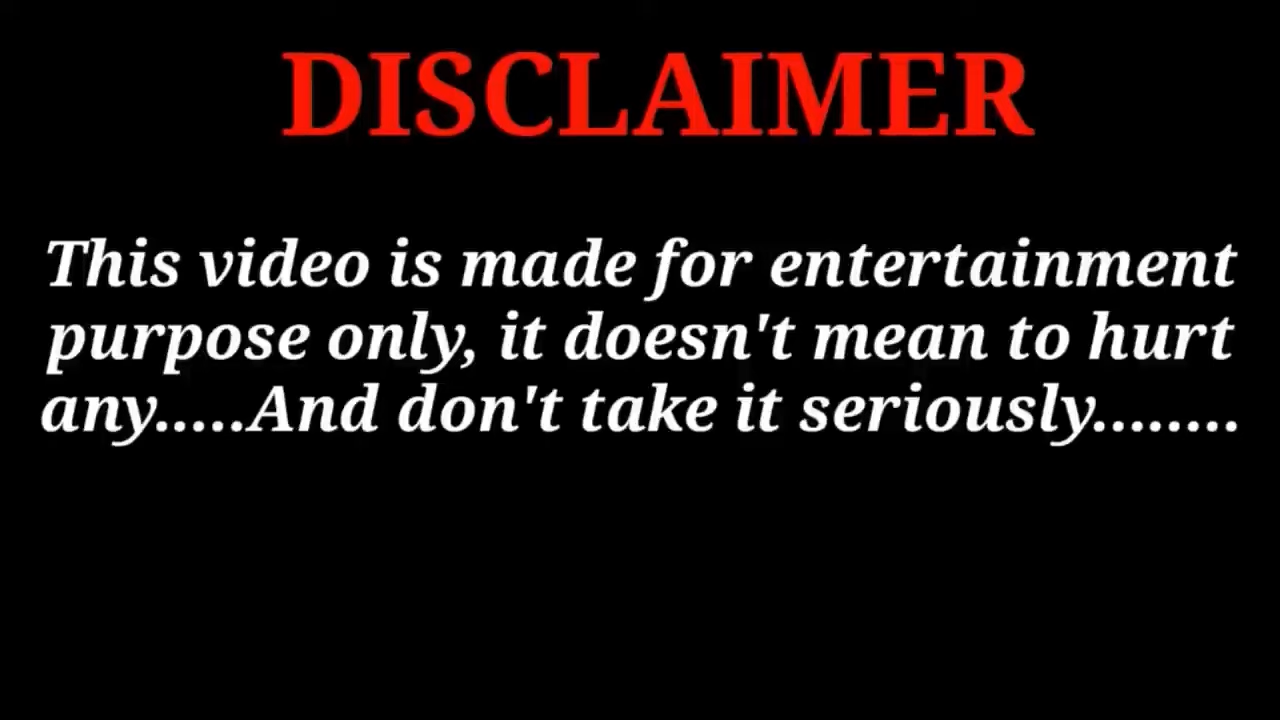 DISCLAIMER
This video is made for entertainment
purpose only, it doesn't mean to hurt
any.....And don't take it seriously........